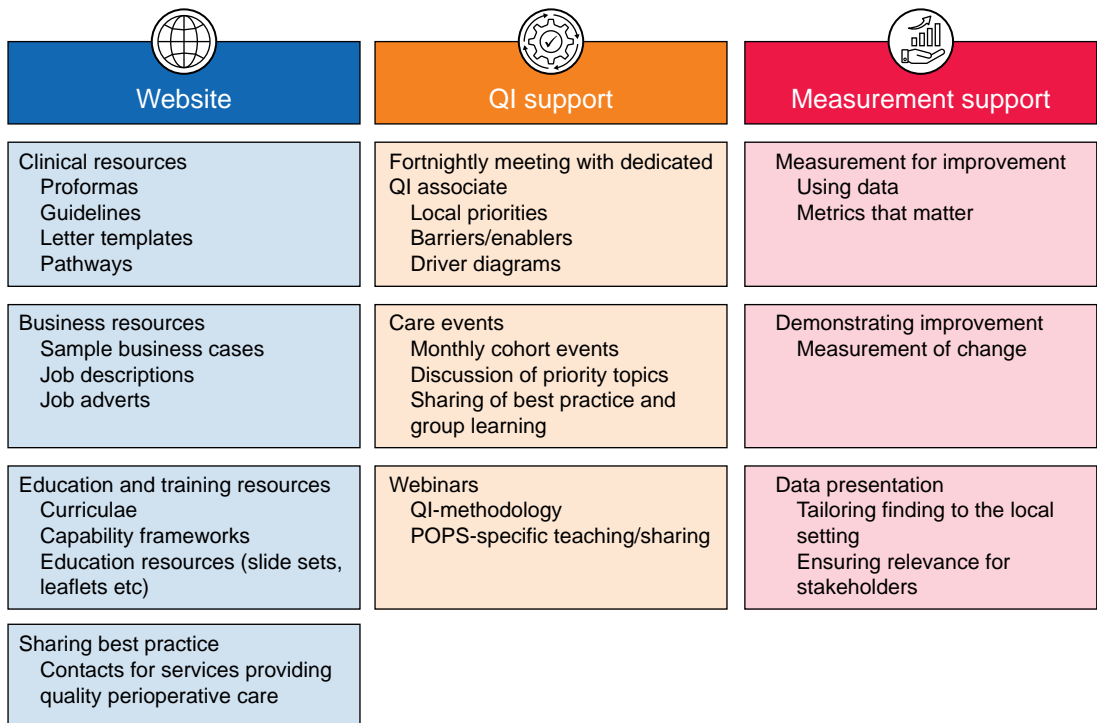 Website
Clinical resources
Proformas
Guidelines
Letter templates
Pathways
Business resources
Sample business cases
Job descriptions
Job adverts
Education and training resources
Curriculae
Capability frameworks
Education resources (slide sets,
leaflets etc)
Sharing best practice
Contacts for services providing
quality perioperative care
QI support
Fortnightly meeting with dedicated
QI associate
Local priorities
Barriers/enablers
Driver diagrams
Care events
Monthly cohort events
Discussion of priority topics
Sharing of best practice and
group learning
Webinars
QI-methodology
POPS-specific teaching/sharing
Measurement support
Measurement for improvement
Using data
Metrics that matter
Demonstrating improvement
Measurement of change
Data presentation
Tailoring finding to the local
setting
Ensuring relevance for
stakeholders